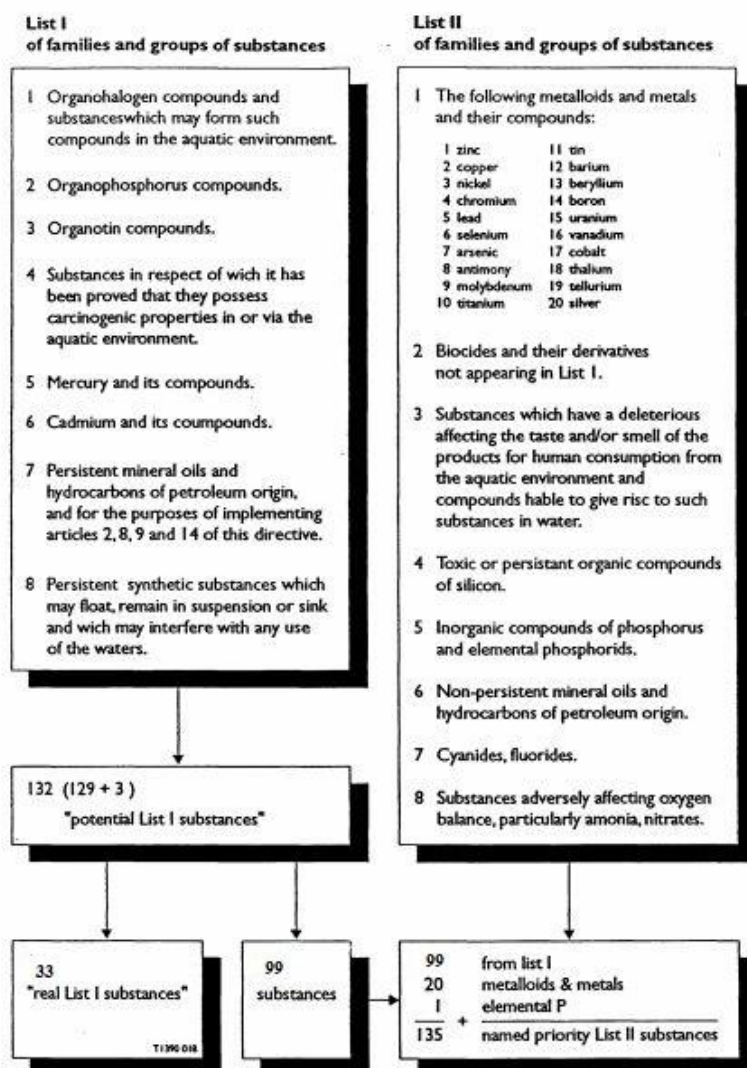 List I
of families and groups of substances
1 Organohalogen compounds and
substanceswhich may form such
compounds in the aquatic environment.
2 Organophosphorus compounds.
3 Organotin compounds.
4 Substances in respect of wich it has
been proved that they possess
carcinogenic properties in or via the
aquatic environment.
5 Mercury and its compounds.
6 Cadmium and its coumpounds.
7 Persistent mineral oils and
hydrocarbons of petroleum origin,
and for the purposes of implementing
articles 2, 8, 9 and 14 of this directive.
8 Persistent synthetic substances which
may float, remain in suspension or sink
and wich may interfere with any use
of the waters.
132 (129 + 3 )
"potential List I substances"
33
"real List I substances"
T1390 018
99
substances
List II
of families and groups of substances
1 The following metalloids and metals
and their compounds:
1 zinc 11 tin
2 copper 12 barium
3 nickel 13 beryllium
4 chromium 14 boron
5 lead 15 uranium
6 selenium 16 vanadium
7 arsenic 17 cobalt
8 antimony 18 thalium
9 molybdenum 19 tellurium
10 titanium 20 silver
2 Biocides and their derivatives
not appearing in List I.
3 Substances which have a deleterious
affecting the taste and/or smell of the
products for human consumption from
the aquatic environment and
compounds hable to give risc to such
substances in water.
4 Toxic or persistant organic compounds
of silicon.
5 Inorganic compounds of phosphorus
and elemental phosphorids.
6 Non-persistent mineral oils and
hydrocarbons of petroleum origin.
7 Cyanides, fluorides.
8 Substances adversely affecting oxygen
balance, particularly amonia, nitrates.
99 from list I
20 metalloids & metals
1 elemental P
+
135 named priority List II substances